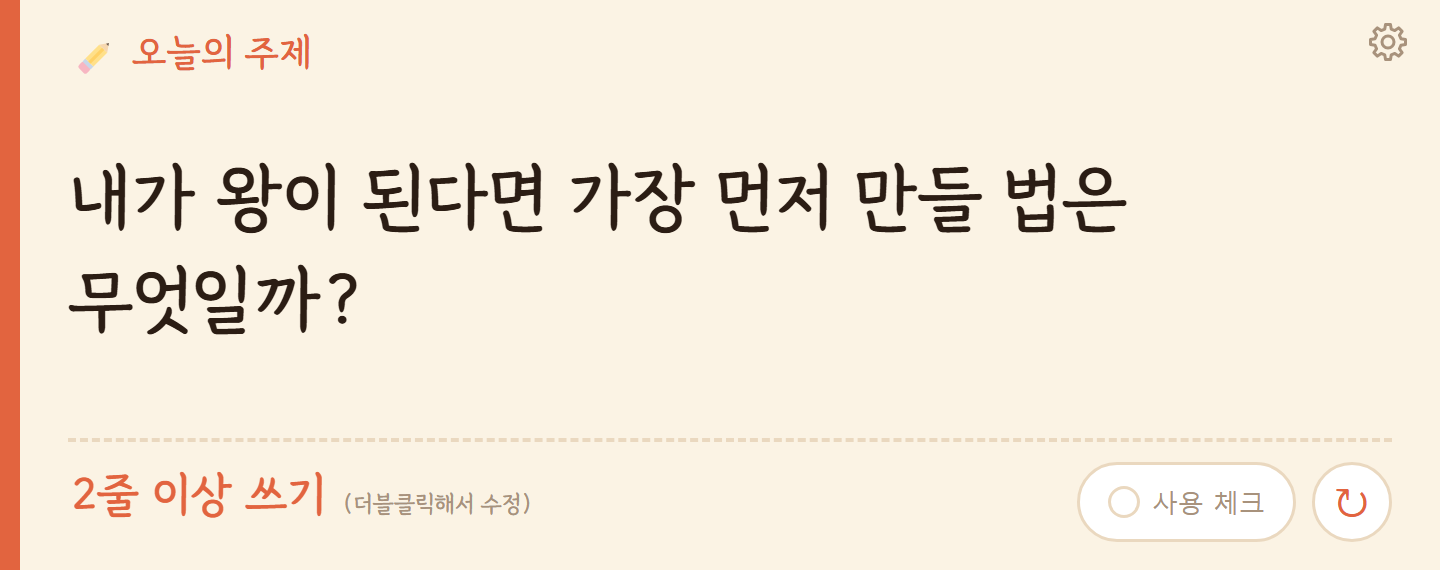 오늘의 주제
내가 왕이 된다면 가장 먼저 만들 법은
무엇일까?
2줄 이상 쓰기 (더블클릭해서 수정)
사용 체크